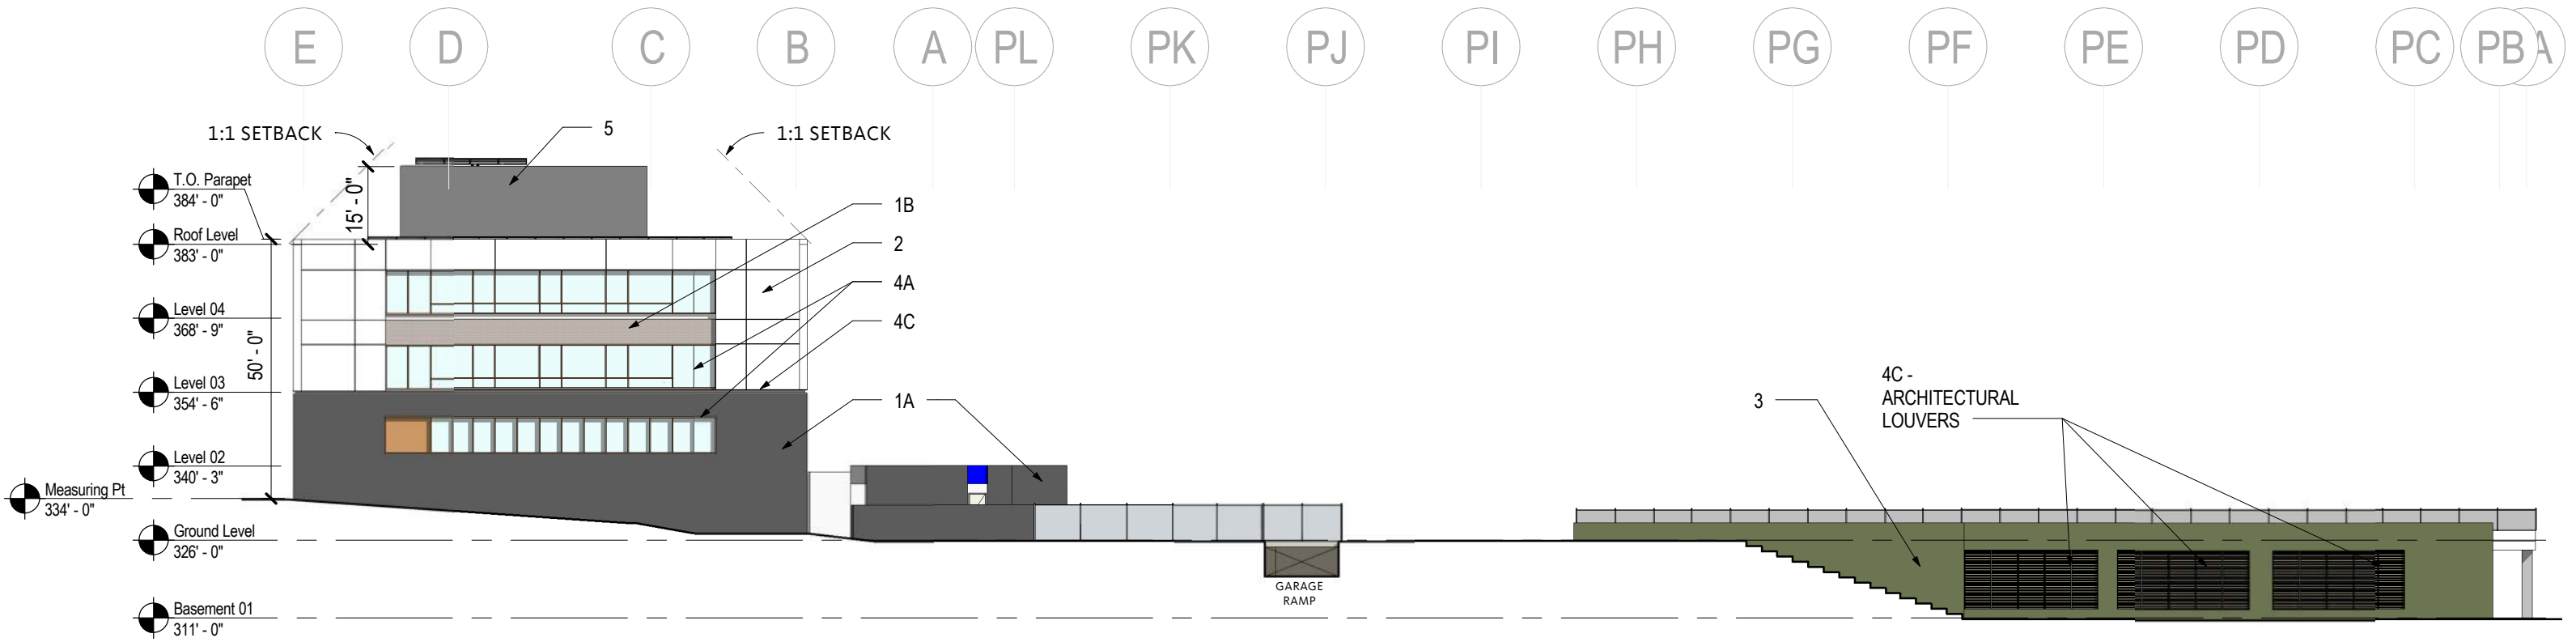 E D C B A PL PK PJ PI PH PG PF PE PD PC PB A
1:1 SETBACK
5
1:1 SETBACK
T.O. Parapet
384' - 0"
15' - 0"
1B
Roof Level
383' - 0"
2
4A
Level 04
368' - 9"
4C
50' - 0"
Level 03
354' - 6"
1A
3
4C -
ARCHITECTURAL
LOUVERS
Level 02
340' - 3"
Measuring Pt
334' - 0"
Ground Level
326' - 0"
GARAGE
RAMP
Basement 01
311' - 0"